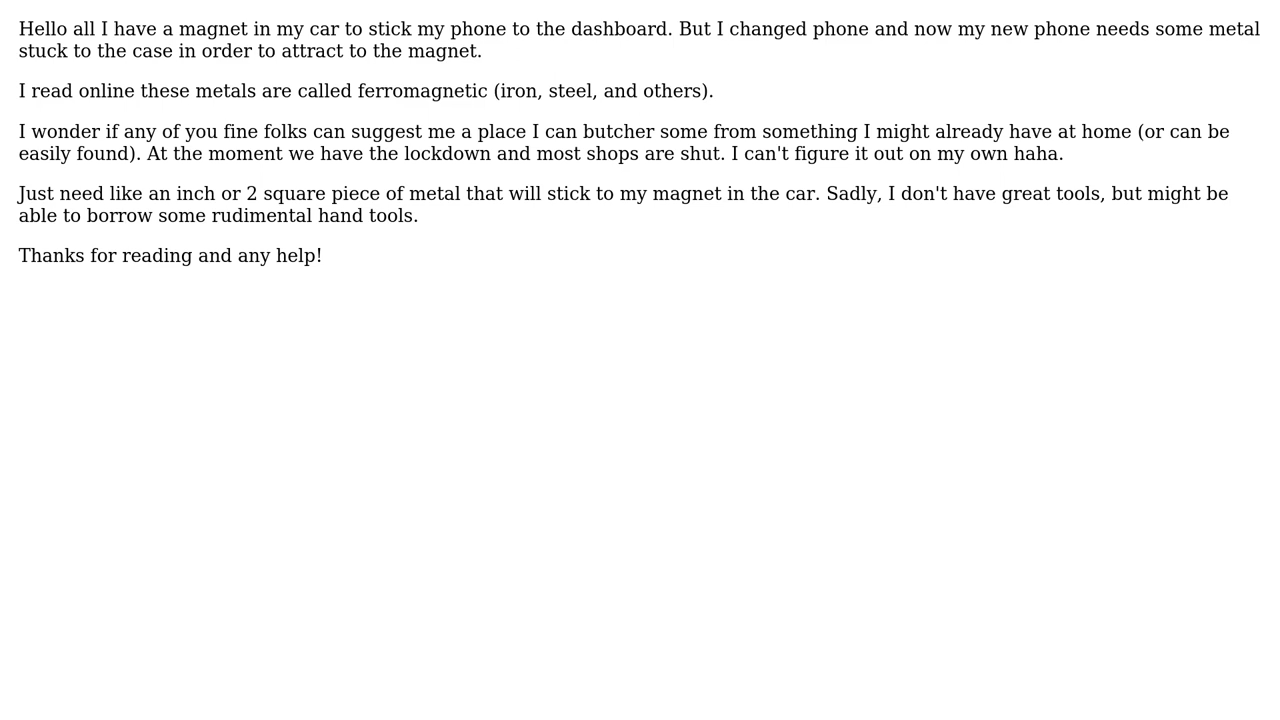 Hello all I have a magnet in my car to stick my phone to the dashboard. But I changed phone and now my new phone needs some metal
stuck to the case in order to attract to the magnet.
I read online these metals are called ferromagnetic (iron, steel, and others).
I wonder if any of you fine folks can suggest me a place I can butcher some from something I might already have at home (or can be
easily found). At the moment we have the lockdown and most shops are shut. I can't figure it out on my own haha.
Just need like an inch or 2 square piece of metal that will stick to my magnet in the car. Sadly, I don't have great tools, but might be
able to borrow some rudimental hand tools.
Thanks for reading and any help!